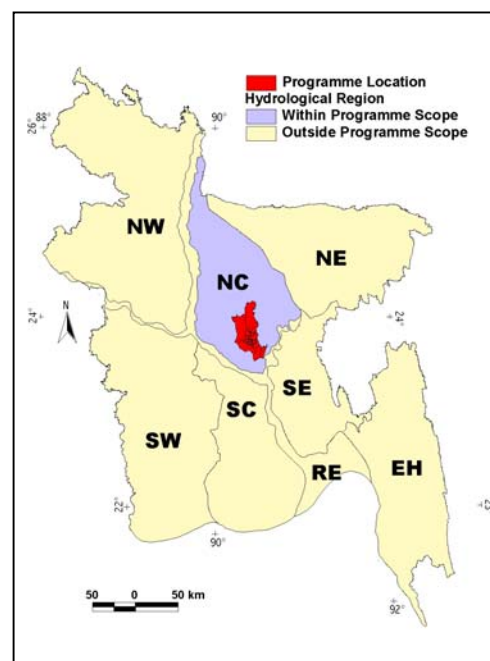 Programme Location
Hydrological Region
Within Programme Scope
Outside Programme Scope
88°
26°
90°
NW
NC
NE
N
24°
24°
SE
SC
SW
RE
EH
22°
90°
92°
50 0 50 km